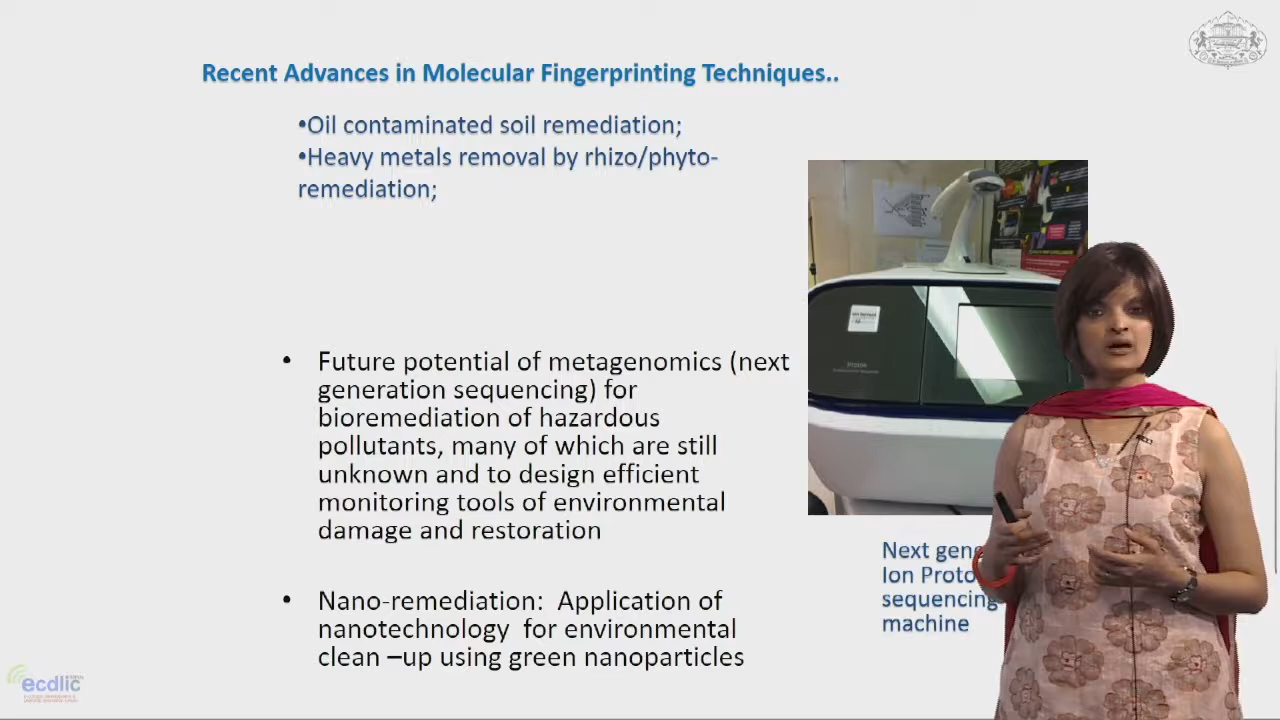 Recent Advances in Molecular Fingerprinting Techniques..
•Oil contaminated soil remediation;
•Heavy metals removal by rhizo/phyto-
remediation;
• Future potential of metagenomics (next
generation sequencing) for
bioremediation of hazardous
pollutants, many of which are still
unknown and to design efficient
monitoring tools of environmental
damage and restoration
• Nano-remediation: Application of
nanotechnology for environmental
clean –up using green nanoparticles
Proton
Next gene
Ion Proto
sequencing
machine
ecdlic